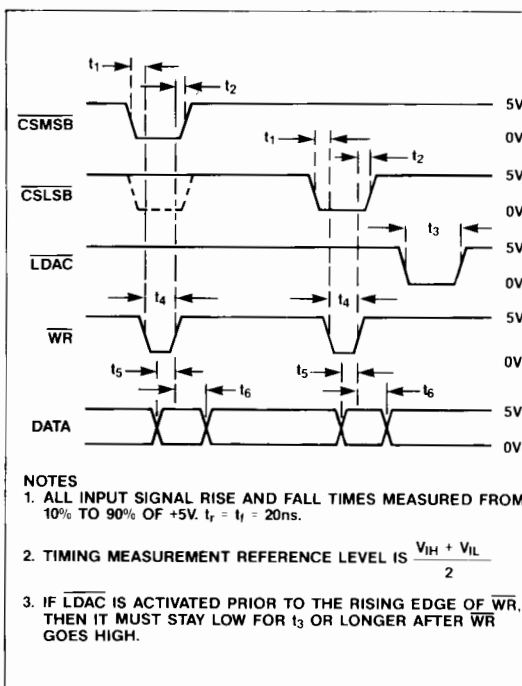 t1
t2
CSMSB
5V
0V
t1
t2
CSLSB
5V
0V
t3
LDAC
5V
0V
t4
t4
WR
5V
0V
t5
t6
t5
t6
DATA
5V
0V
NOTES
1. ALL INPUT SIGNAL RISE AND FALL TIMES MEASURED FROM
10% TO 90% OF +5V. tr = tf = 20ns.
2. TIMING MEASUREMENT REFERENCE LEVEL IS VIH + VIL / 2
3. IF LDAC IS ACTIVATED PRIOR TO THE RISING EDGE OF WR,
THEN IT MUST STAY LOW FOR t3 OR LONGER AFTER WR
GOES HIGH.